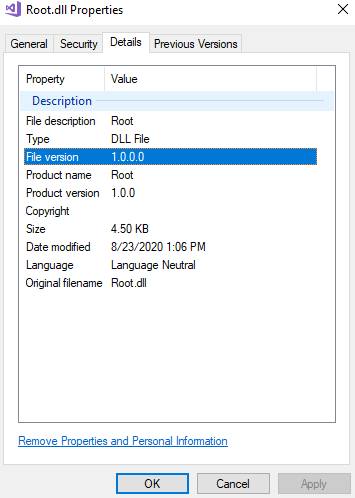 Root.dll Properties
General Security Details Previous Versions
Property Value
Description
File description Root
Type DLL File
File version 1.0.0.0
Product name Root
Product version 1.0.0
Copyright
Size 4.50 KB
Date modified 8/23/2020 1:06 PM
Language Language Neutral
Original filename Root.dll
Remove Properties and Personal Information
OK Cancel Apply